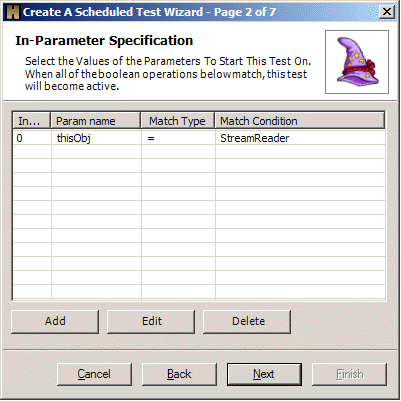 Create A Scheduled Test Wizard - Page 2 of 7
In-Parameter Specification
Select the Values of the Parameters To Start This Test On.
When all of the boolean operations below match, this test
will become active.
In... Param name Match Type Match Condition
0 thisObj = StreamReader
Add Edit Delete
Cancel Back Next Finish